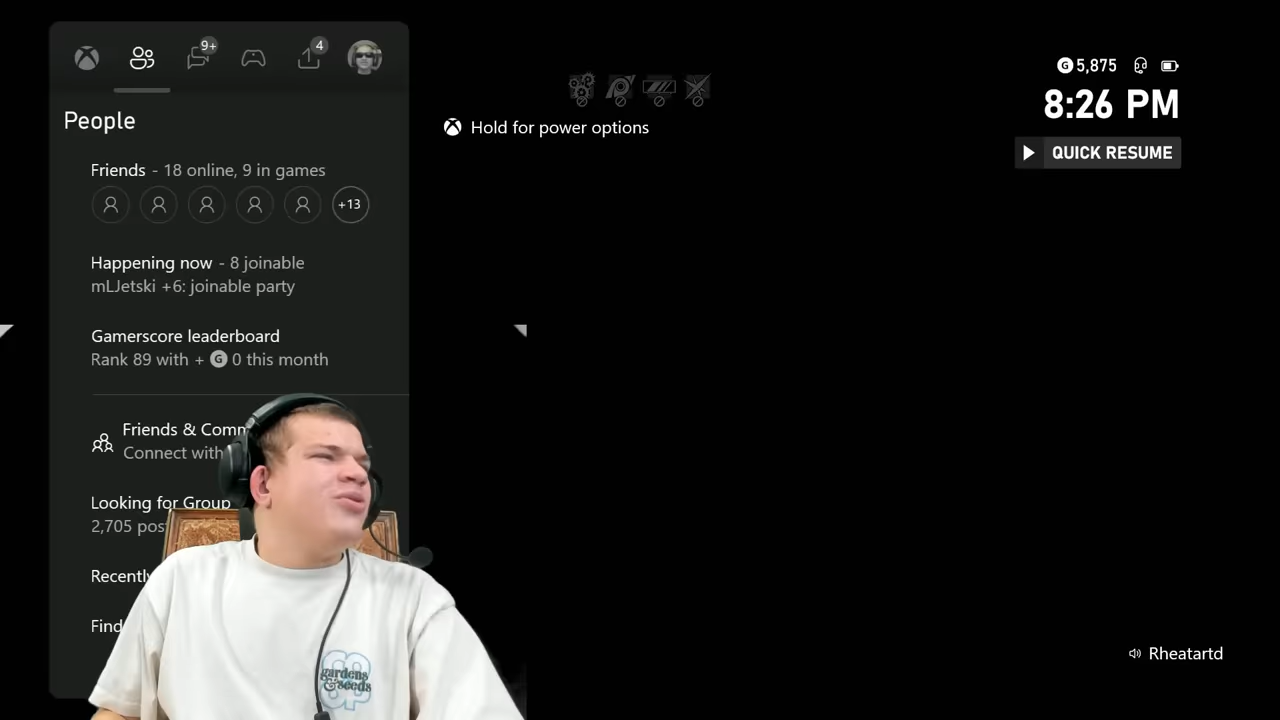 9+
4
People
Friends - 18 online, 9 in games
+13
Happening now - 8 joinable
mLJetski +6: joinable party
Gamerscore leaderboard
Rank 89 with + G 0 this month
Friends & Comm
Connect with
Looking for Group
2,705 pos
Recently
Find
Hold for power options
G 5,875
8:26 PM
QUICK RESUME
Rheatartd
gardens
&seeds